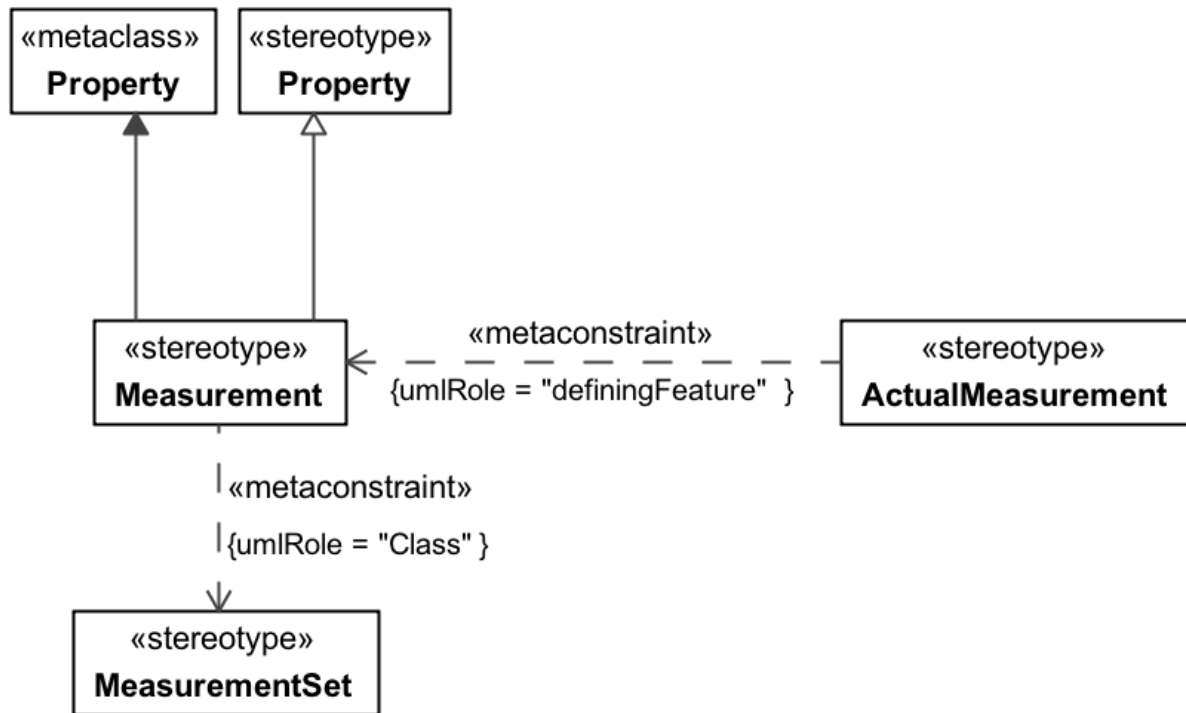 «metaclass»
Property
«stereotype»
Property
«stereotype»
Measurement
«metaconstraint»
{umlRole = "definingFeature"  }
«stereotype»
ActualMeasurement
«metaconstraint»
{umlRole = "Class" }
«stereotype»
MeasurementSet